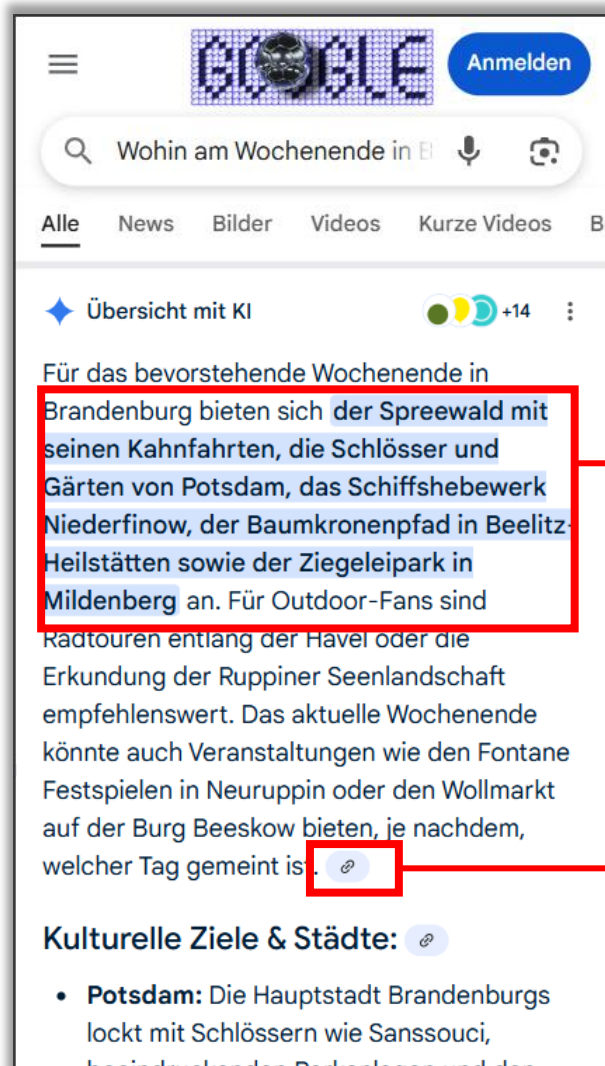 GOOGLE
Anmelden
Wohin am Wochenende in
Alle News Bilder Videos Kurze Videos B
Übersicht mit KI +14
Für das bevorstehende Wochenende in
Brandenburg bieten sich der Spreewald mit
seinen Kahnfahrten, die Schlösser und
Gärten von Potsdam, das Schiffshebewerk
Niederfinow, der Baumkronenpfad in Beelitz-
Heilstätten sowie der Ziegeleipark in
Mildenberg an. Für Outdoor-Fans sind
Radtouren entlang der Havel oder die
Erkundung der Ruppiner Seenlandschaft
empfehlenswert. Das aktuelle Wochenende
könnte auch Veranstaltungen wie den Fontane
Festspielen in Neuruppin oder den Wollmarkt
auf der Burg Beeskow bieten, je nachdem,
welcher Tag gemeint ist.
Kulturelle Ziele & Städte:
• Potsdam: Die Hauptstadt Brandenburgs
lockt mit Schlössern wie Sanssouci,